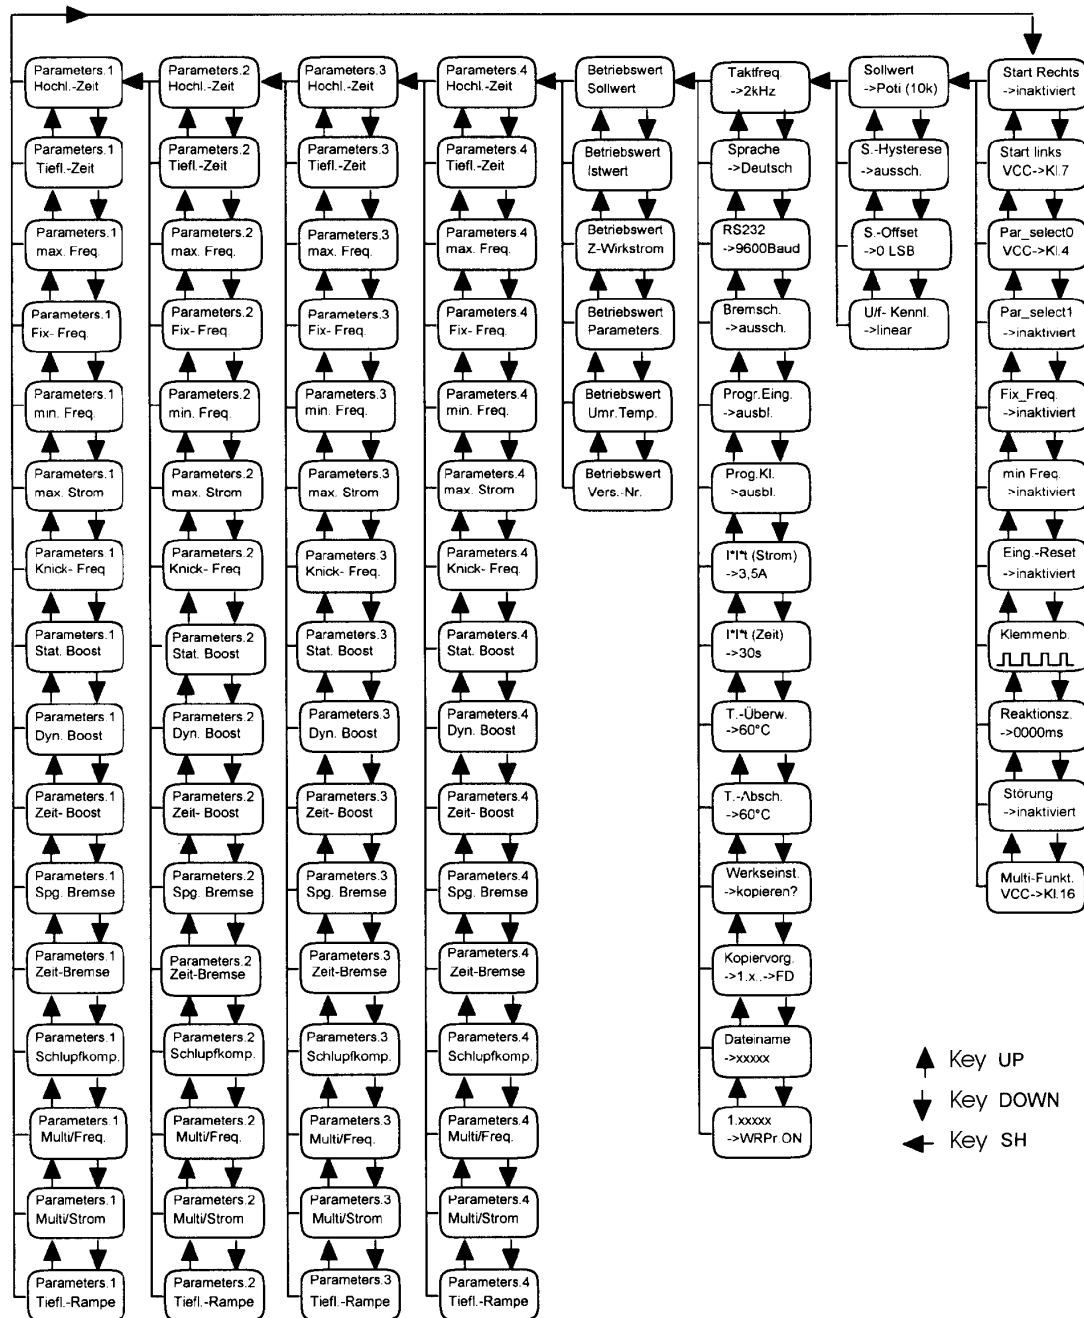 Parameters.1
Hochl.-Zeit
Parameters.1
Tiefl.-Zeit
Parameters.1
max. Freq.
Parameters.1
Fix- Freq.
Parameters.1
min. Freq.
Parameters.1
max. Strom
Parameters.1
Knick- Freq
Parameters.1
Stat. Boost
Parameters.1
Dyn. Boost
Parameters.1
Zeit- Boost
Parameters.1
Spg. Bremse
Parameters.1
Zeit-Bremse
Parameters.1
Schlupfkomp.
Parameters.1
Multi/Freq.
Parameters.1
Multi/Strom
Parameters.1
Tiefl.-Rampe
Parameters.2
Hochl.-Zeit
Parameters.2
Tiefl.-Zeit
Parameters.2
max. Freq.
Parameters.2
Fix- Freq.
Parameters.2
min. Freq.
Parameters.2
max. Strom
Parameters.2
Knick- Freq
Parameters.2
Stat. Boost
Parameters.2
Dyn. Boost
Parameters.2
Zeit- Boost
Parameters.2
Spg. Bremse
Parameters.2
Zeit-Bremse
Parameters.2
Schlupfkomp.
Parameters.2
Multi/Freq.
Parameters.2
Multi/Strom
Parameters.2
Tiefl.-Rampe
Parameters.3
Hochl.-Zeit
Parameters.3
Tiefl.-Zeit
Parameters.3
max. Freq.
Parameters.3
Fix- Freq.
Parameters.3
min. Freq.
Parameters.3
max. Strom
Parameters.3
Knick- Freq.
Parameters.3
Stat. Boost
Parameters.3
Dyn. Boost
Parameters.3
Zeit- Boost
Parameters.3
Spg. Bremse
Parameters.3
Zeit-Bremse
Parameters.3
Schlupfkomp.
Parameters.3
Multi/Freq.
Parameters.3
Multi/Strom
Parameters.3
Tiefl.-Rampe
Parameters.4
Hochl.-Zeit
Parameters.4
Tiefl.-Zeit
Parameters.4
max. Freq.
Parameters.4
Fix- Freq.
Parameters.4
min. Freq.
Parameters.4
max. Strom
Parameters.4
Knick- Freq.
Parameters.4
Stat. Boost
Parameters.4
Dyn. Boost
Parameters.4
Zeit- Boost
Parameters.4
Spg. Bremse
Parameters.4
Zeit-Bremse
Parameters.4
Schlupfkomp.
Parameters.4
Multi/Freq.
Parameters.4
Multi/Strom
Parameters.4
Tiefl.-Rampe
Betriebswert
Sollwert
Betriebswert
Istwert
Betriebswert
Z-Wirkstrom
Betriebswert
Parameters.
Betriebswert
Umr.Temp.
Betriebswert
Vers.-Nr.
Taktfreq.
->2kHz
Sprache
->Deutsch
RS232
->9600Baud
Bremsch.
->aussch.
Progr.Eing.
->ausbl.
Prog.Kl.
->ausbl.
I*I*t (Strom)
->3,5A
I*I*t (Zeit)
->30s
T.-Überw.
->60°C
T.-Absch.
->60°C
Werkseinst.
->kopieren?
Kopiervorg.
->1.x..->FD
Dateiname
->xxxxx
1.xxxxx
->WRPr.ON
Sollwert
->Poti (10k)
S.-Hysterese
->aussch.
S.-Offset
->0 LSB
U/f- Kennl.
->linear
Start Rechts
->inaktiviert
Start links
VCC->Kl.7
Par_select0
VCC->Kl.4
Par_select1
->inaktiviert
Fix_Freq.
->inaktiviert
min Freq.
->inaktiviert
Eing.-Reset
->inaktiviert
Klemmenb.
Reaktionsz.
->0000ms
Störung
->inaktiviert
Multi-Funkt.
VCC->Kl.16
Key UP
Key DOWN
Key SH